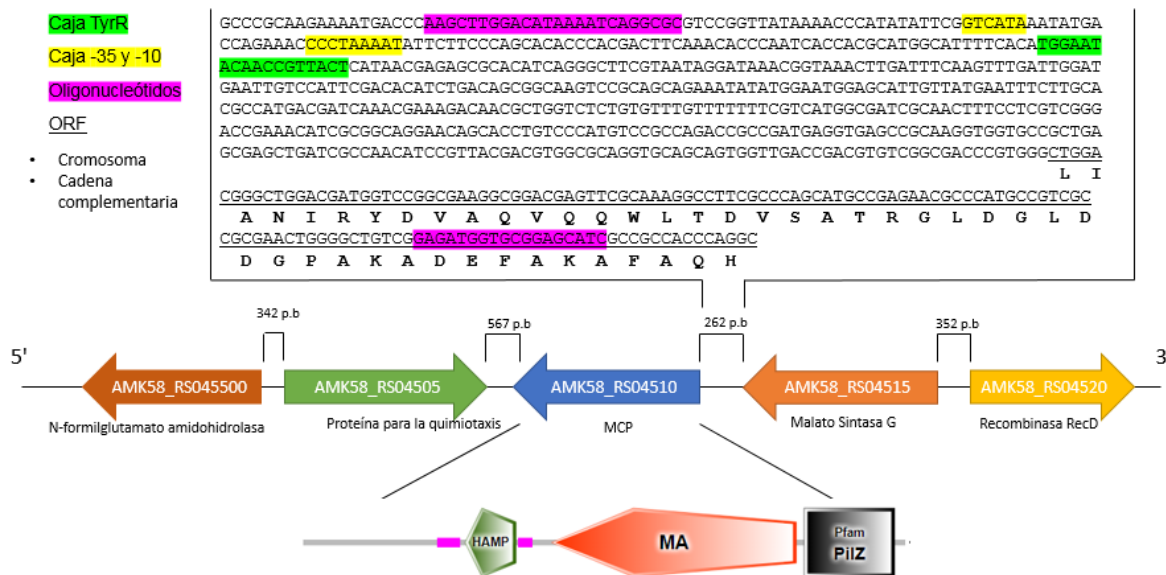 Caja TyrR
Caja -35 y -10
Oligonucleótidos
ORF
• Cromosoma
• Cadena
complementaria
GCCCGCAAGAAAATGACCCAAGCTTGGACATAAAATCAGGCGCGTCCGGTTATAAAACCCATATATTCGGTCATAAATATGA
CCAGAAACCCCTAAAATATTCTTCCCAGCACACCCACGACTTCAAACACCCAATCACCACGCATGGCATTTTCACATGGAAT
ACAACCGTTACTCATAACGAGAGCGCACATCAGGGCTTCGTAATAGGATAAACGGTAAACTTGATTTCAAGTTTGATTGGAT
GAATTGTCCATTCGACACATCTGACAGCGGCAAGTCCGCAGCAGAAATATATGGAATGGAGCATTGTTATGAATTTCTTGCA
CGCCATGACGATCAAACGAAAGACAACGCTGGTCTCTGTGTTTGTTTTTTTCGTCATGGCGATCGCAACTTTCCTCGTCGGG
ACCGAAACATCGCGGCAGGAACAGCACCTGTCCCATGTCCGCCAGACCGCCGATGAGGTGAGCCGCAAGGTGGTGCCGCTGA
GCGAGCTGATCGCCAACATCCGTTACGACGTGGCGCAGGTGCAGCAGTGGTTGACCGACGTGTCGGCGACCCGTGGGCTGGA
L I
CGGGCTGGACGATGGTCCGGCGAAGGCGGACGAGTTCGCAAAGGCCTTCGCCCAGCATGCCGAGAACGCCCATGCCGTCGC
A N I R Y D V A Q V Q Q W L T D V S A T R G L D G L D
CGCGAACTGGGGCTGTCGGAGATGGTGCGGAGCATCGCCGCCACCCAGGC
D G P A K A D E F A K A F A Q H
342 p.b
567 p.b
262 p.b
352 p.b
5'
3
AMK58_RS045500
AMK58_RS04505
AMK58_RS04510
AMK58_RS04515
AMK58_RS04520
N-formilglutamato amidohidrolasa
Proteína para la quimiotaxis
MCP
Malato Sintasa G
Recombinasa RecD
HAMP
MA
Pfam
PilZ